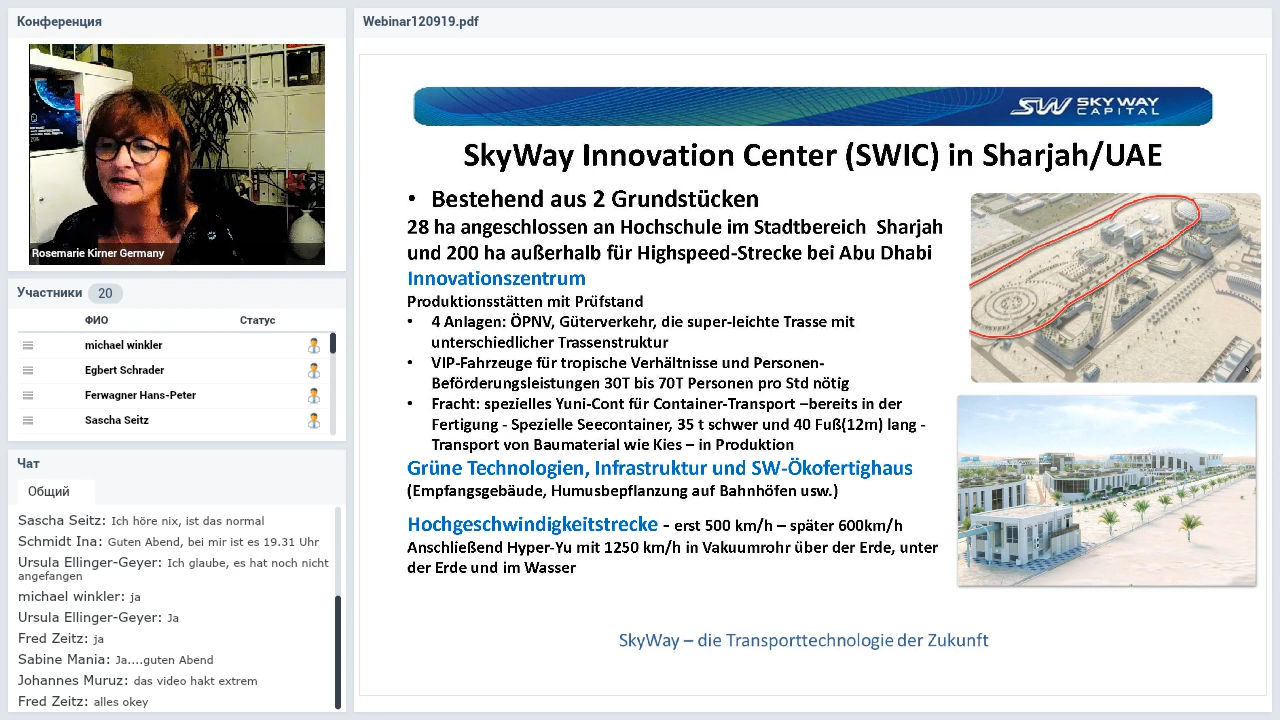 Конференция
Rosemarie Kirner Germany
Участники 20
ФИО Статус
michael winkler
Egbert Schrader
Ferwagner Hans-Peter
Sascha Seitz
Чат
Общий
Sascha Seitz: Ich höre nix, ist das normal
Schmidt Ina: Guten Abend, bei mir ist es 19.31 Uhr
Ursula Ellinger-Geyer: Ich glaube, es hat noch nicht
angefangen
michael winkler: ja
Ursula Ellinger-Geyer: Ja
Fred Zeitz: ja
Sabine Mania: Ja....guten Abend
Johannes Muruz: das video hakt extrem
Fred Zeitz: alles okey
Webinar120919.pdf
SW SKY WAY
CAPITAL
SkyWay Innovation Center (SWIC) in Sharjah/UAE
• Bestehend aus 2 Grundstücken
28 ha angeschlossen an Hochschule im Stadtbereich Sharjah
und 200 ha außerhalb für Highspeed-Strecke bei Abu Dhabi
Innovationszentrum
Produktionsstätten mit Prüfstand
• 4 Anlagen: ÖPNV, Güterverkehr, die super-leichte Trasse mit
unterschiedlicher Trassenstruktur
• VIP-Fahrzeuge für tropische Verhältnisse und Personen-
Beförderungsleistungen 30T bis 70T Personen pro Std nötig
• Fracht: spezielles Yuni-Cont für Container-Transport –bereits in der
Fertigung - Spezielle Seecontainer, 35 t schwer und 40 Fuß(12m) lang -
Transport von Baumaterial wie Kies – in Produktion
Grüne Technologien, Infrastruktur und SW-Ökofertighaus
(Empfangsgebäude, Humusbepflanzung auf Bahnhöfen usw.)
Hochgeschwindigkeitstrecke - erst 500 km/h – später 600km/h
Anschließend Hyper-Yu mit 1250 km/h in Vakuumrohr über der Erde, unter
der Erde und im Wasser
SkyWay – die Transporttechnologie der Zukunft